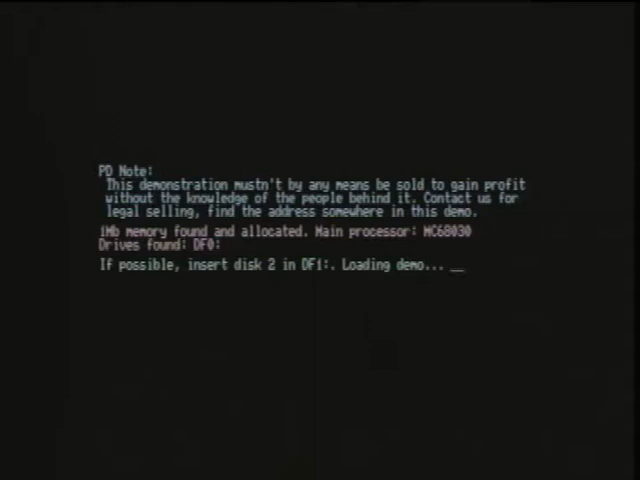 PD Note:
This demonstration mustn't by any means be sold to gain profit
without the knowledge of the people behind it. Contact us for
legal selling, find the address somewhere in this demo.
1Mb memory found and allocated. Main processor: MC68030
Drives found: DF0:
If possible, insert disk 2 in DF1:. Loading demo... __